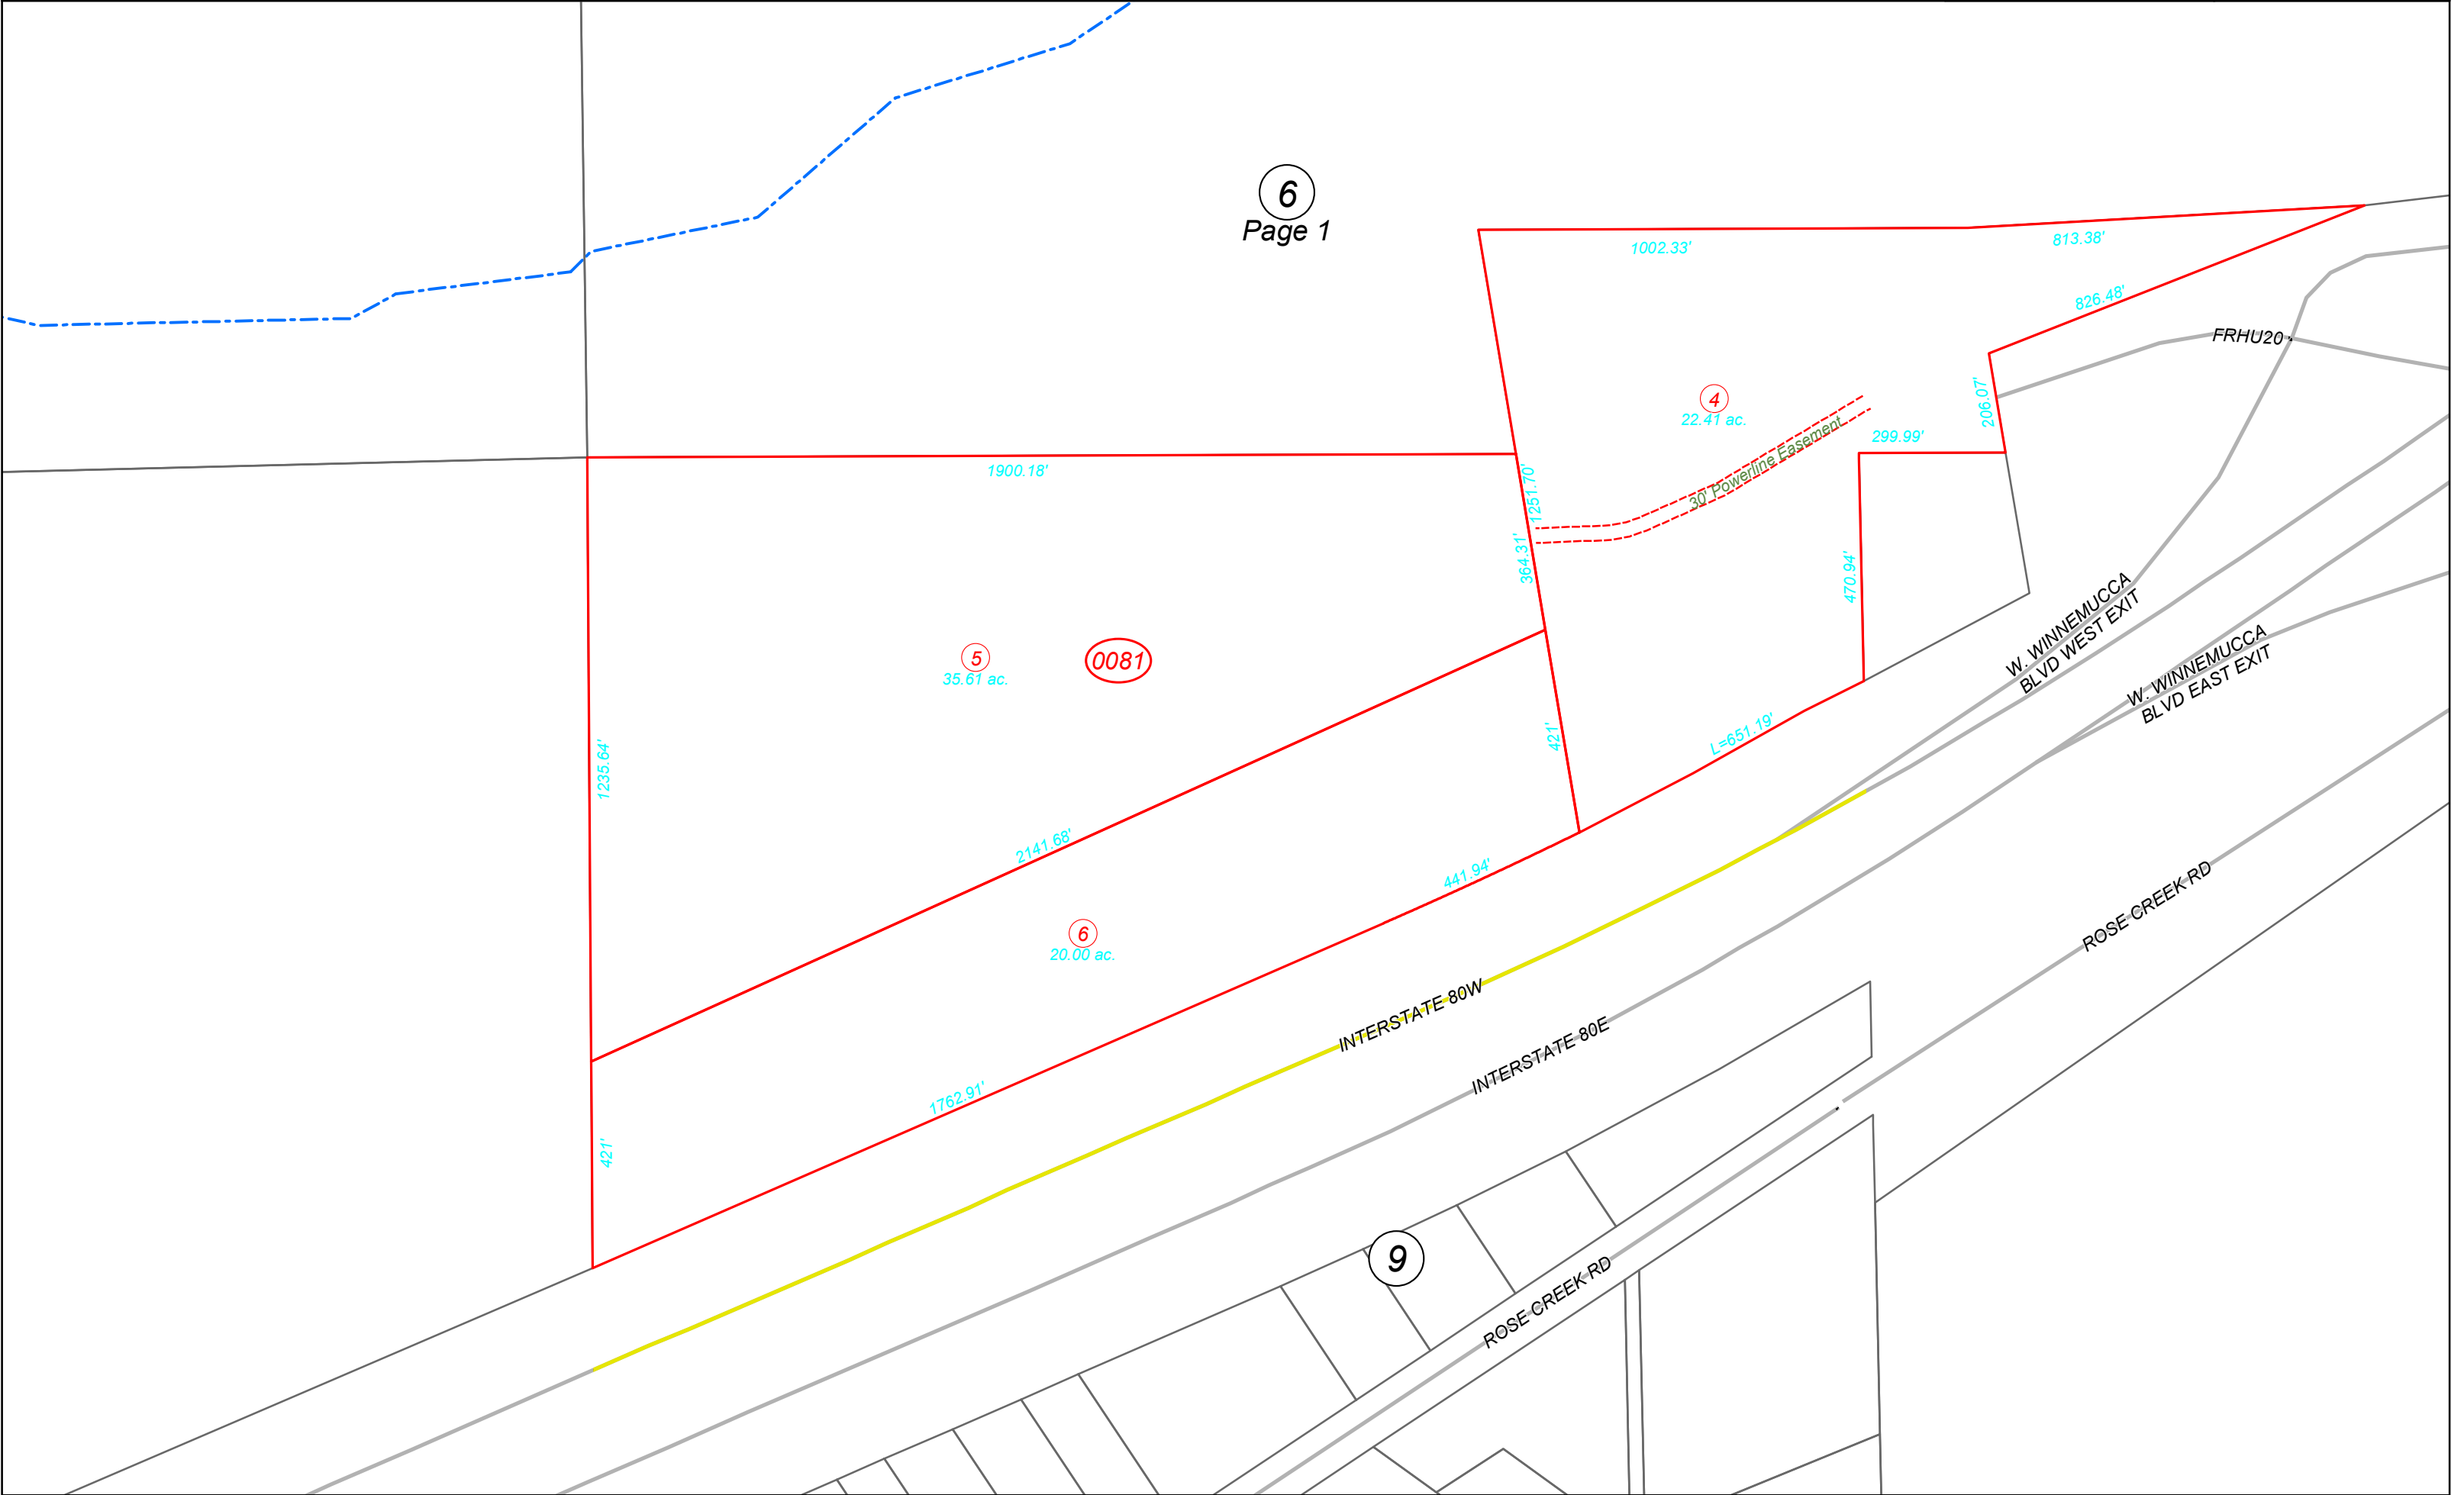 6
Page 1
1002.33'
813.38'
826.48'
FRHU20
206.07'
4
22.41 ac.
299.99'
30' Powerline Easement
1900.18'
1251.70'
364.31'
470.94'
5
35.61 ac.
0081
W. WINNEMUCCA
BLVD WEST EXIT
W. WINNEMUCCA
BLVD EAST EXIT
1235.64'
421'
L=651.19'
2141.68'
441.94'
6
20.00 ac.
ROSE CREEK RD
INTERSTATE 80W
INTERSTATE 80E
1762.91'
421'
9
ROSE CREEK RD